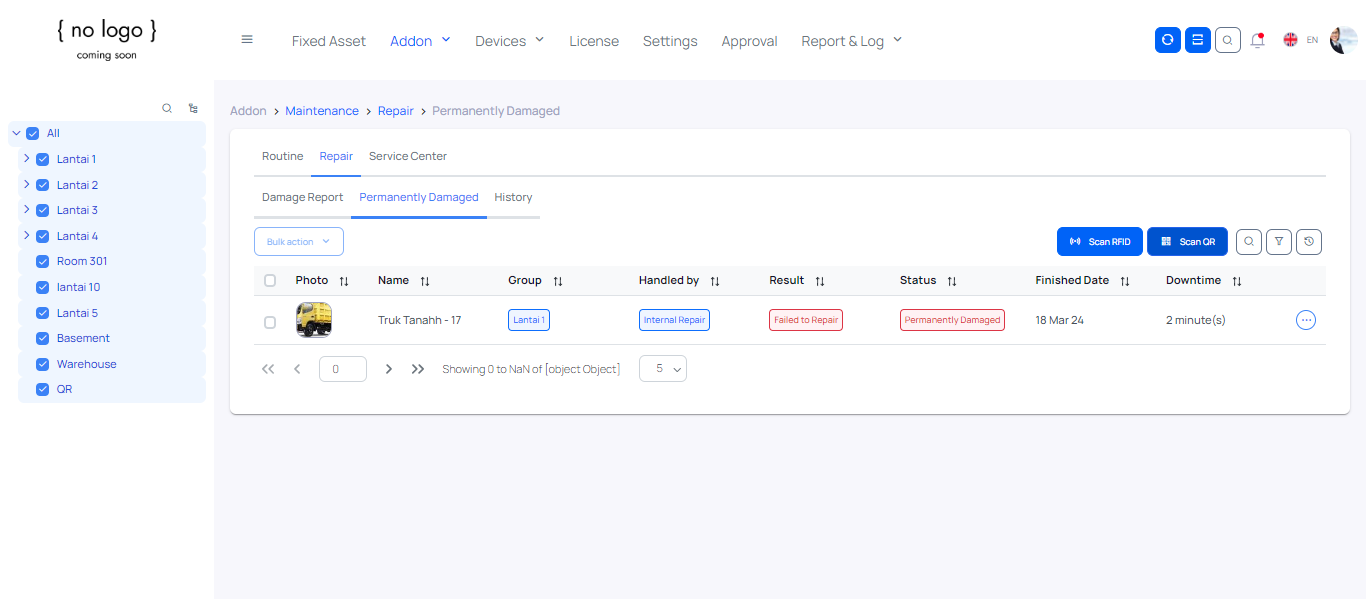 { no logo }
coming soon
Fixed Asset Addon Devices License Settings Approval Report & Log EN
All
Lantai 1
Lantai 2
Lantai 3
Lantai 4
Room 301
lantai 10
Lantai 5
Basement
Warehouse
QR
Addon > Maintenance > Repair > Permanently Damaged
Routine Repair Service Center
Damage Report Permanently Damaged History
Bulk action Scan RFID Scan QR
Photo Name Group Handled by Result Status Finished Date Downtime
Truk Tanahh - 17 Lantai 1 Internal Repair Failed to Repair Permanently Damaged 18 Mar 24 2 minute(s)
0 Showing 0 to NaN of [object Object] 5